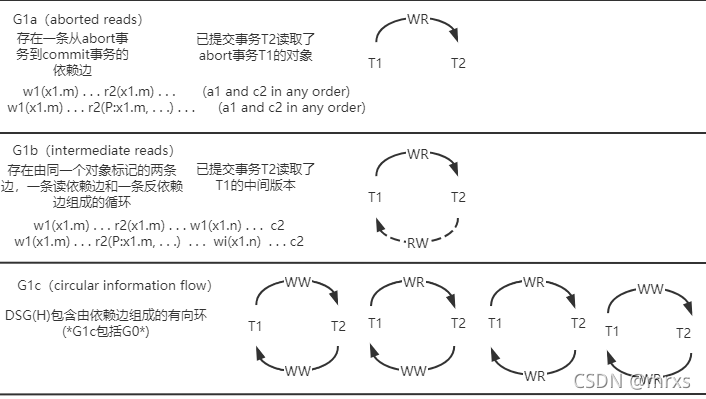 G1a（aborted reads）
存在一条从abort事
务到commit事务的
依赖边
已提交事务T2读取了
abort事务T1的对象
w1(x1.m) . . . r2(x1.m) . . . (a1 and c2 in any order)
w1(x1.m) . . . r2(P:x1.m, . . .) . . . (a1 and c2 in any order)
WR
T1 T2
G1b（intermediate reads）
存在由同一个对象标记的两条
边，一条读依赖边和一条反依赖
边组成的循环
已提交事务T2读取了
T1的中间版本
w1(x1.m) . . . r2(x1.m) . . . w1(x1.n) . . . c2
w1(x1.m) . . . r2(P:x1.m, . . .) . . . wi(x1.n) . . . c2
WR
T1 T2
RW
G1c（circular information flow）
DSG(H)包含由依赖边组成的有向环
(*G1c包括G0*)
WW
T1 T2
WW
WR
T1 T2
WW
WR
T1 T2
WR
WW
T1 T2
WR
CSDN @mrxs